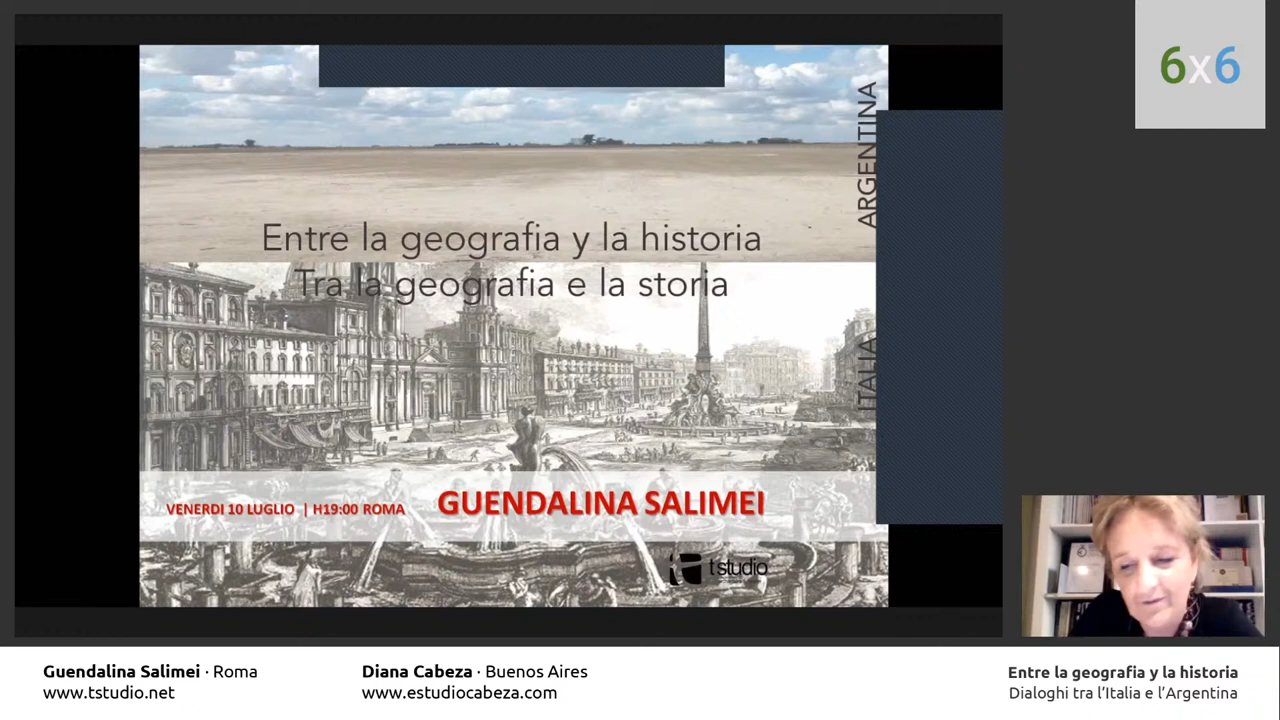 6x6
ARGENTINA
Entre la geografia y la historia
Tra la geografia e la storia
ITALIA
VENERDI 10 LUGLIO | H19:00 ROMA
GUENDALINA SALIMEI
tstudio
Guendalina Salimei · Roma
www.tstudio.net
Diana Cabeza · Buenos Aires
www.estudiocabeza.com
Entre la geografia y la historia
Dialoghi tra l'Italia e l'Argentina